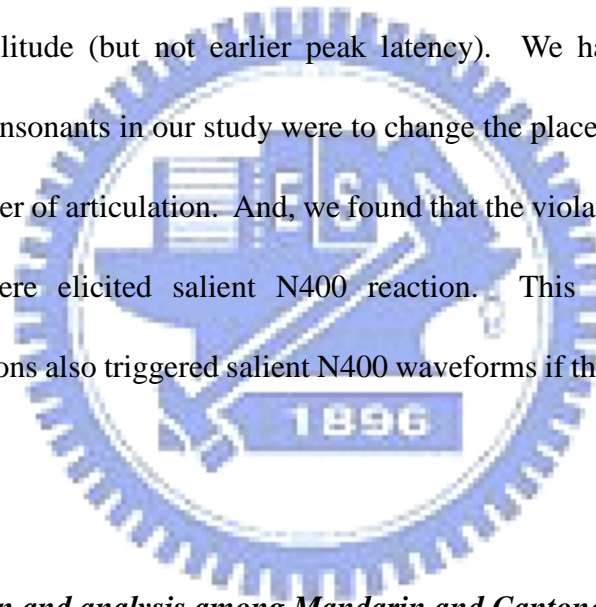 litude (but not earlier peak latency). We ha
nsonants in our study were to change the place
er of articulation. And, we found that the viola
ere elicited salient N400 reaction. This
ons also triggered salient N400 waveforms if th
E S
1896
n and analysis among Mandarin and Cantone